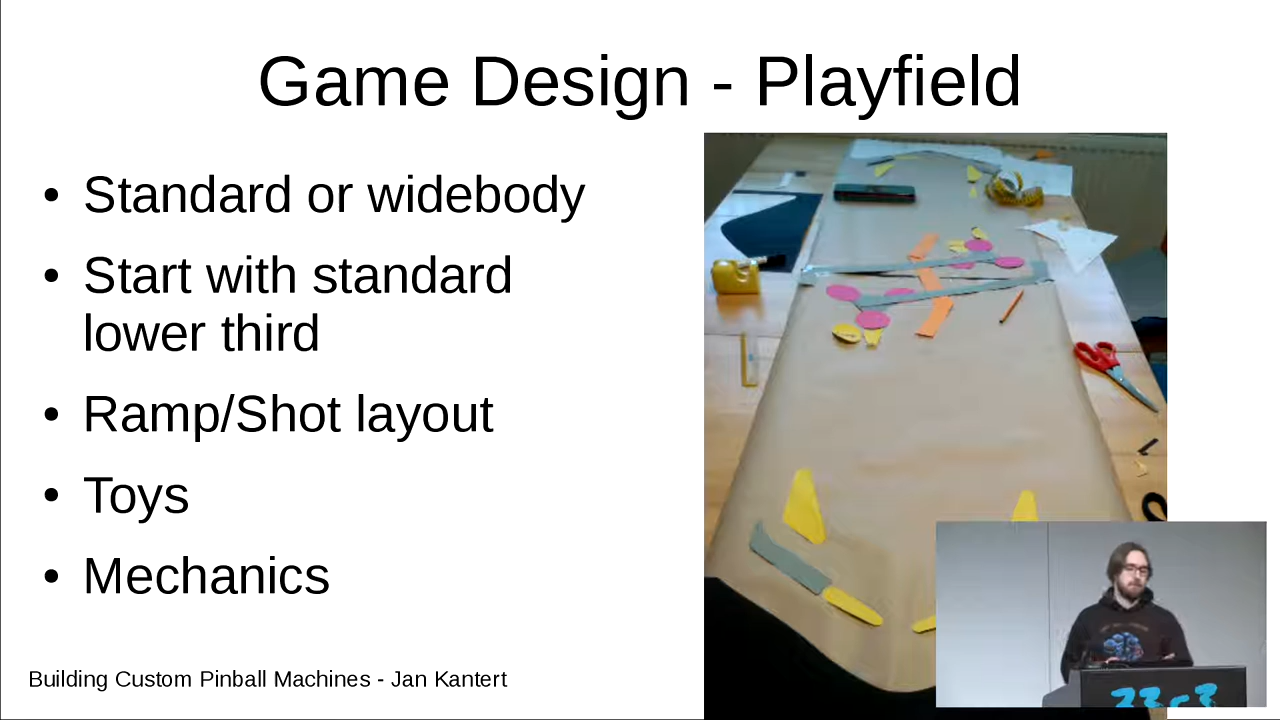 Game Design - Playfield
• Standard or widebody
• Start with standard
lower third
• Ramp/Shot layout
• Toys
• Mechanics
Building Custom Pinball Machines - Jan Kantert
33c3